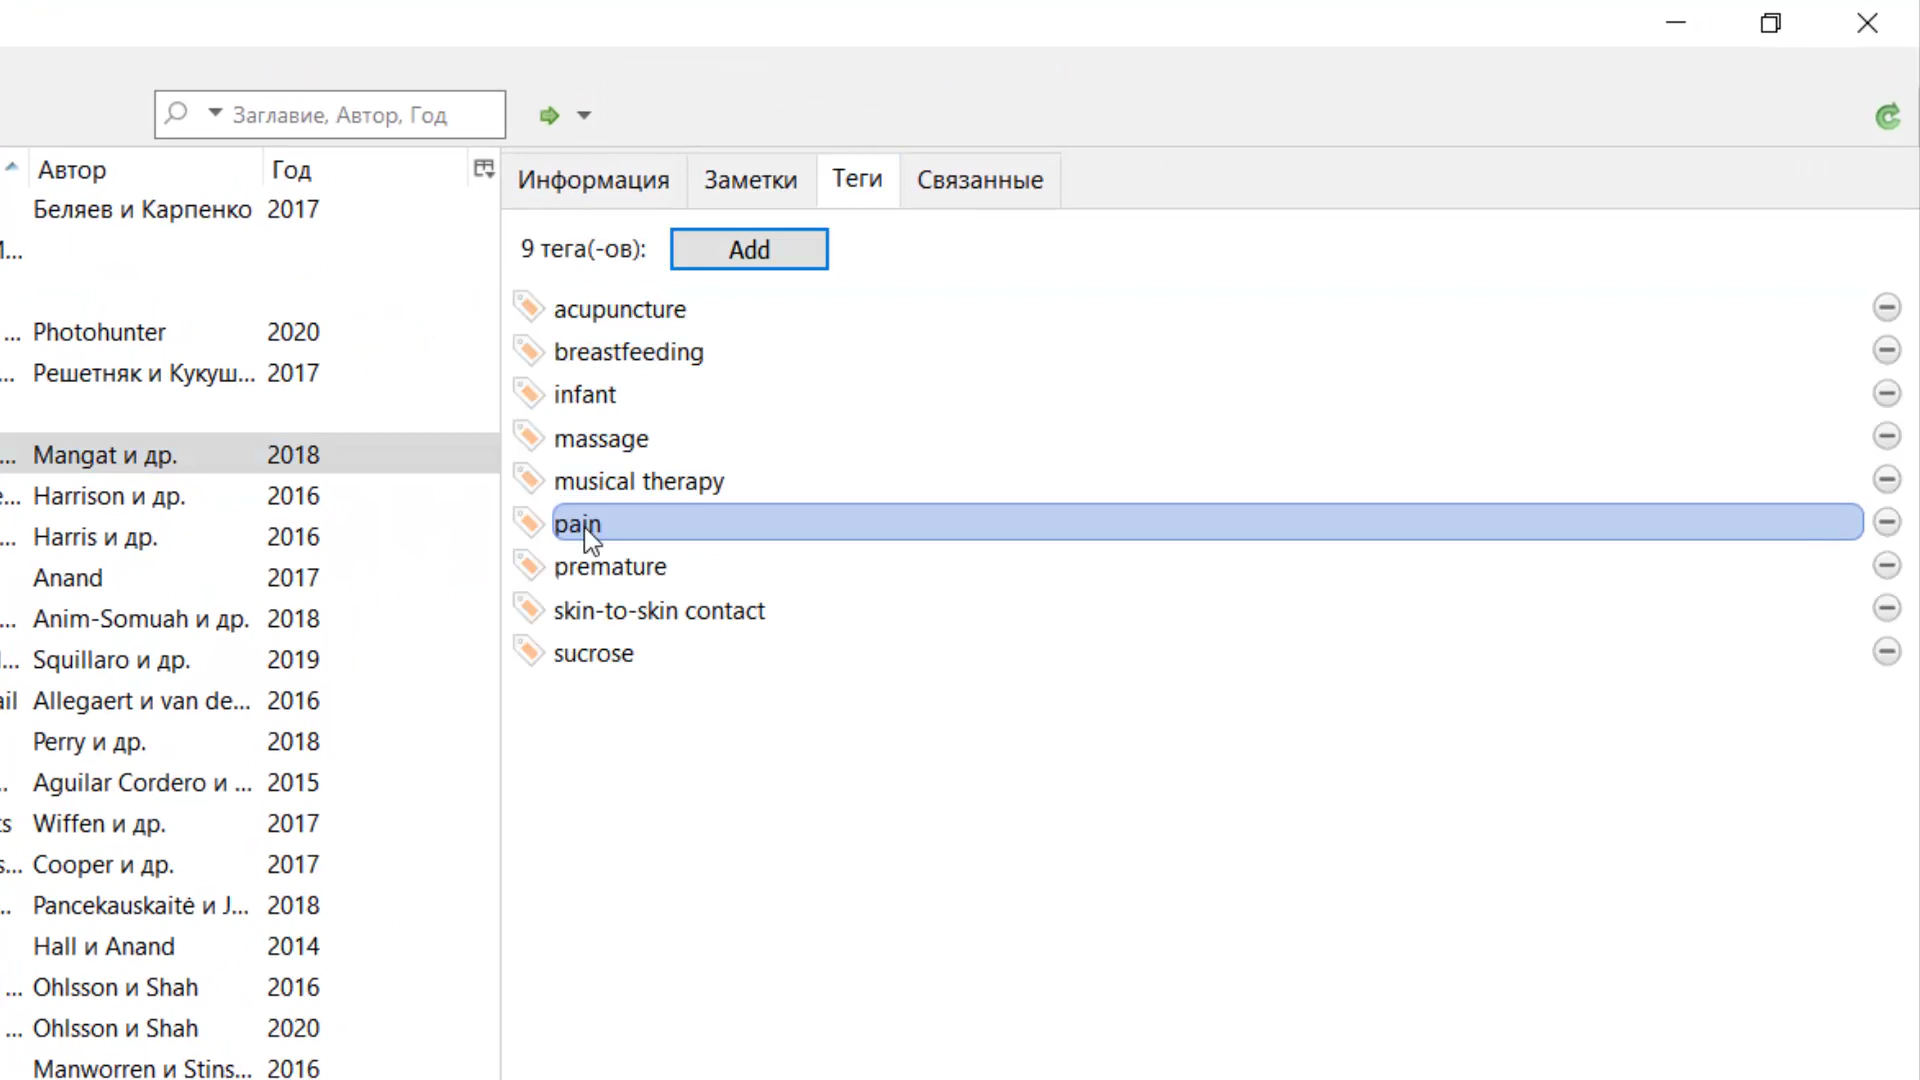 Заглавие, Автор, Год
Автор Год
Беляев и Карпенко 2017
...
... Photohunter 2020
... Решетняк и Кукуш... 2017
... Mangat и др. 2018
e... Harrison и др. 2016
... Harris и др. 2016
Anand 2017
... Anim-Somuah и др. 2018
... Squillaro и др. 2019
ail Allegaert и van de... 2016
Perry и др. 2018
.. Aguilar Cordero и ... 2015
ts Wiffen и др. 2017
s... Cooper и др. 2017
.. Pancekauskaitė и J... 2018
Hall и Anand 2014
... Ohlsson и Shah 2016
... Ohlsson и Shah 2020
Manworren и Stins... 2016
Информация Заметки Теги Связанные
9 тега(-ов): Add
acupuncture
breastfeeding
infant
massage
musical therapy
pain
premature
skin-to-skin contact
sucrose